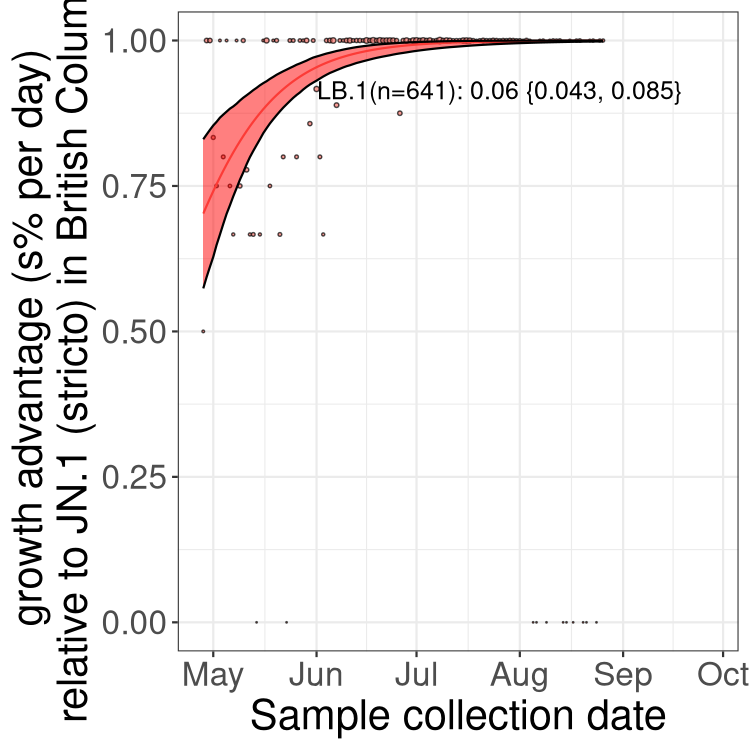 growth advantage (s% per day)
relative to JN.1 (stricto) in British Colum
1.00
0.75
0.50
0.25
0.00
LB.1(n=641): 0.06 {0.043, 0.085}
May Jun Jul Aug Sep Oct
Sample collection date